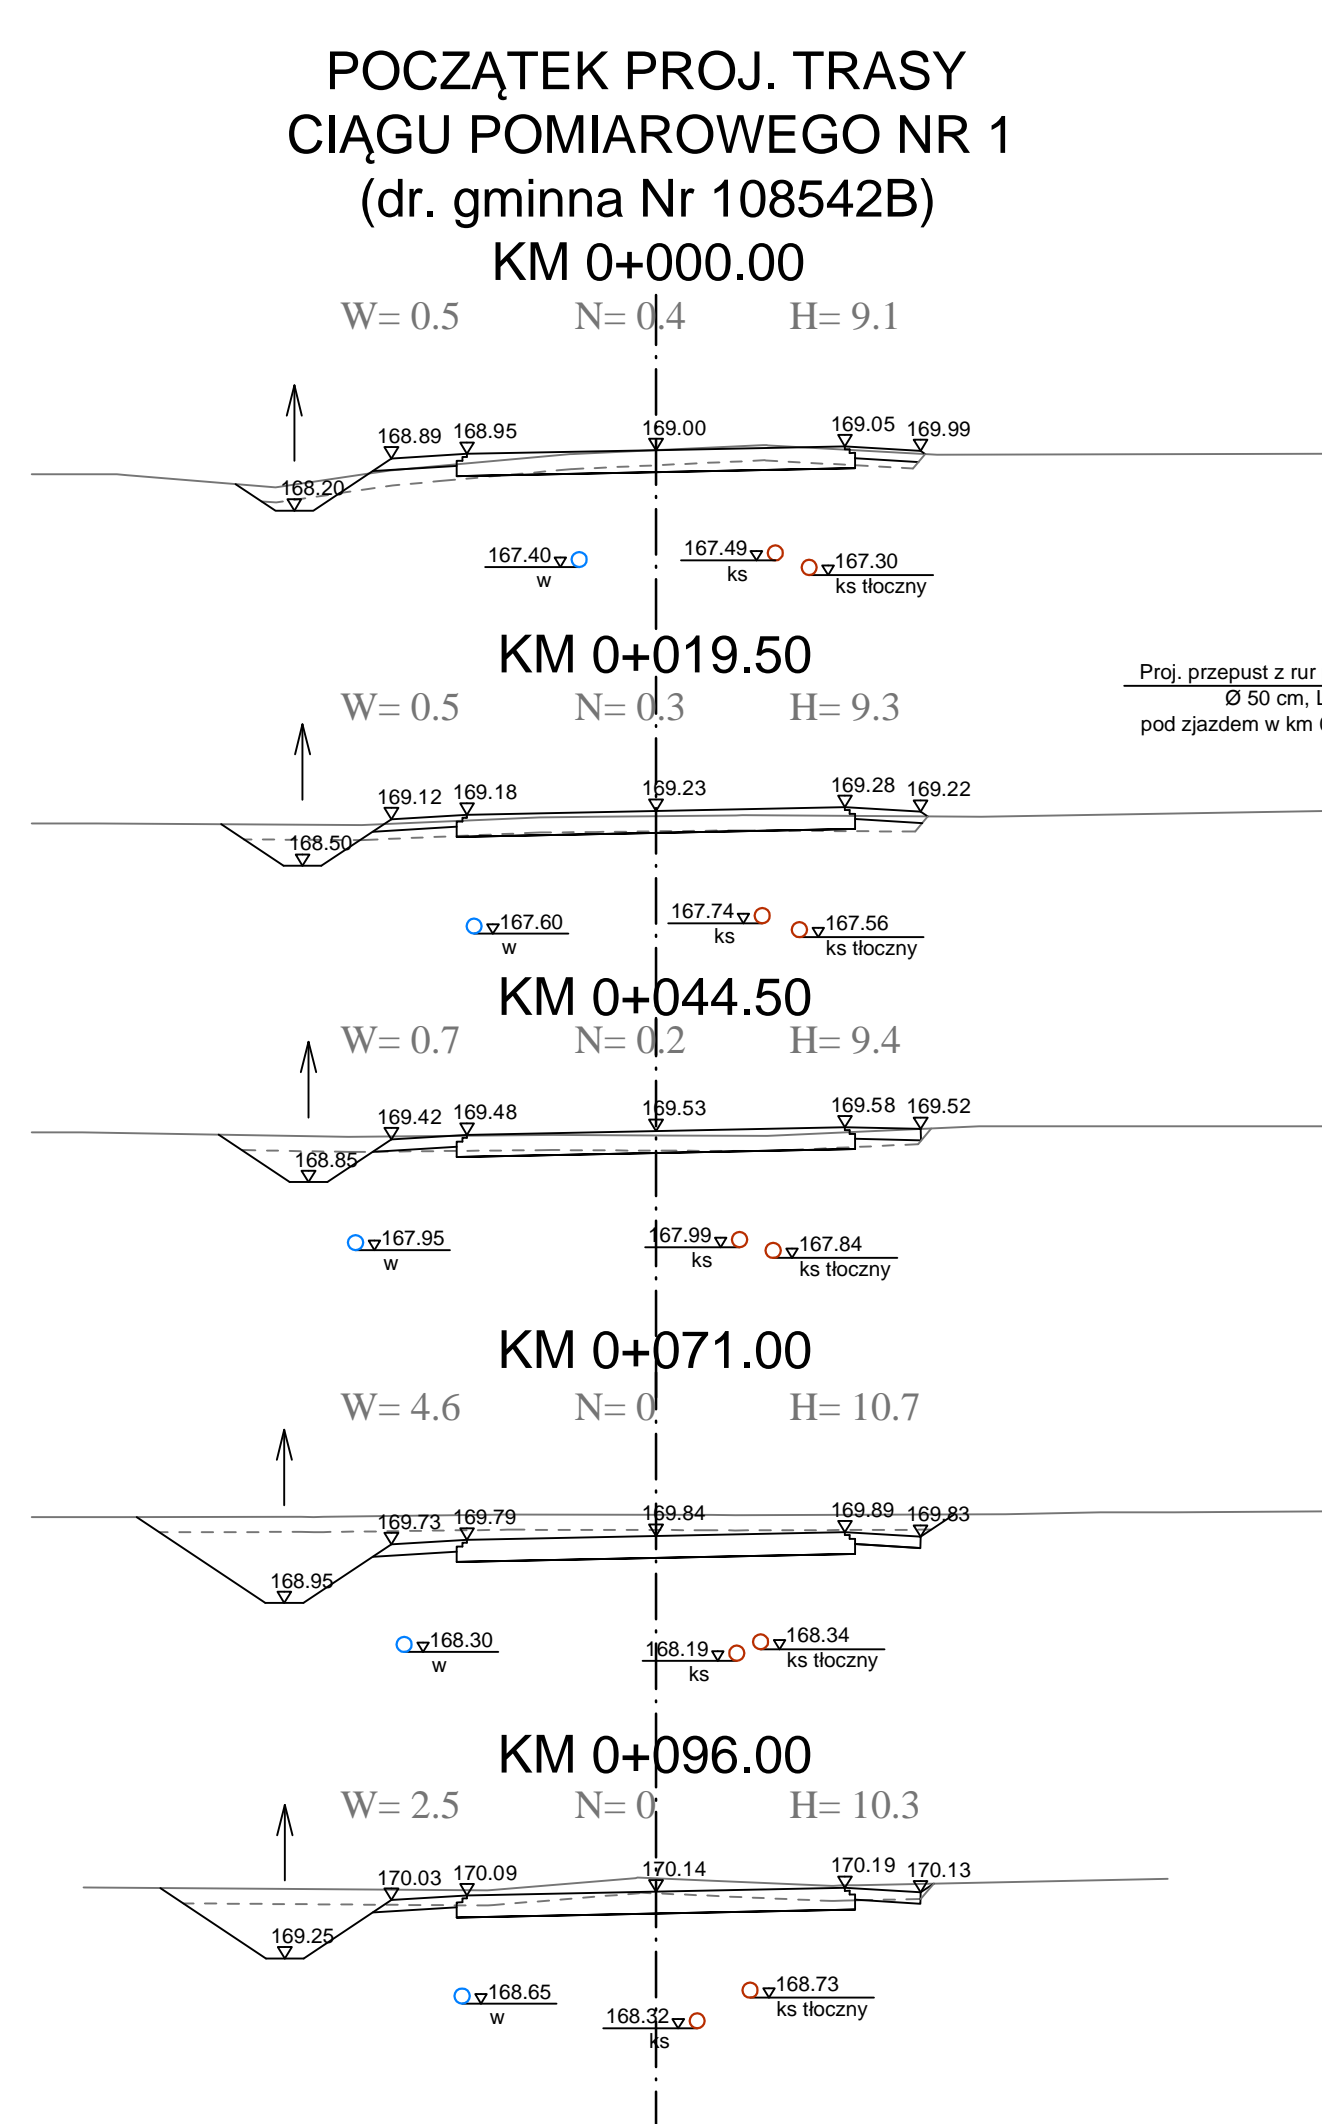 POCZĄTEK PROJ. TRASY
CIĄGU POMIAROWEGO NR 1
(dr. gminna Nr 108542B)
KM 0+000.00
W= 0.5 N= 0.4 H= 9.1
168.89 168.95 169.00 169.05 169.99
168.20
167.40 167.49 167.30
w ks ks tłoczny
KM 0+019.50
Proj. przepust z rur
Ø 50 cm, L
pod zjazdem w km
W= 0.5 N= 0.3 H= 9.3
169.12 169.18 169.23 169.28 169.22
168.50
167.60 167.74 167.56
w ks ks tłoczny
KM 0+044.50
W= 0.7 N= 0.2 H= 9.4
169.42 169.48 169.53 169.58 169.52
168.85
167.95 167.99 167.84
w ks ks tłoczny
KM 0+071.00
W= 4.6 N= 0 H= 10.7
169.73 169.79 169.84 169.89 169.83
168.95
168.30 168.19 168.34
w ks ks tłoczny
KM 0+096.00
W= 2.5 N= 0 H= 10.3
170.03 170.09 170.14 170.19 170.13
169.25
168.65 168.32 168.73
w ks ks tłoczny